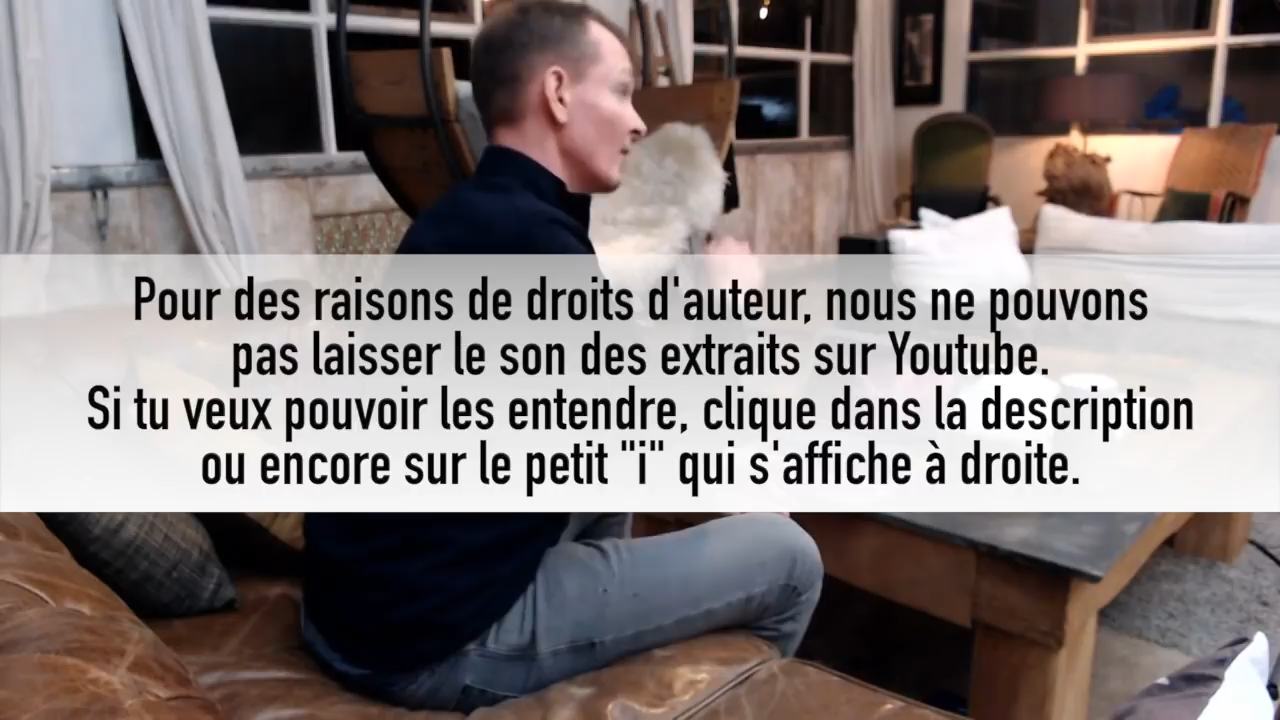 Pour des raisons de droits d'auteur, nous ne pouvons
pas laisser le son des extraits sur Youtube.
Si tu veux pouvoir les entendre, clique dans la description
ou encore sur le petit "i" qui s'affiche à droite.